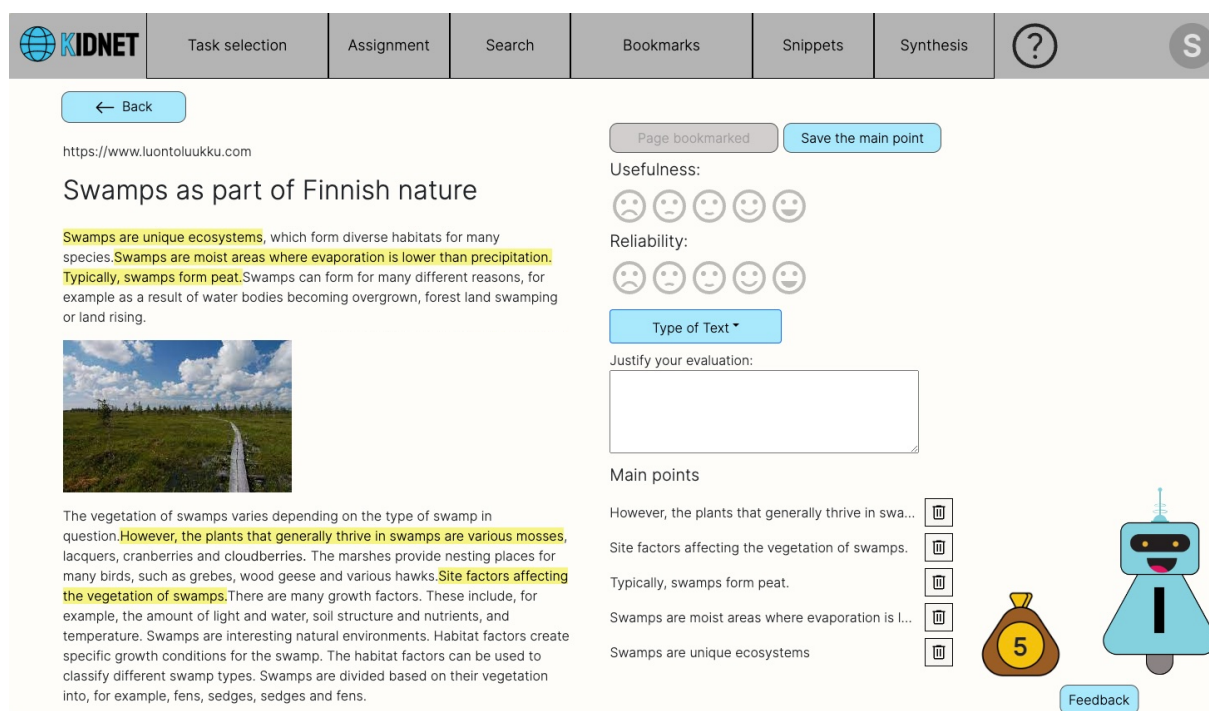 KIDNET
Task selection
Assignment
Search
Bookmarks
Snippets
Synthesis
?
S
← Back
https://www.luontoluukku.com
Swamps as part of Finnish nature
Swamps are unique ecosystems, which form diverse habitats for many
species.Swamps are moist areas where evaporation is lower than precipitation.
Typically, swamps form peat.Swamps can form for many different reasons, for
example as a result of water bodies becoming overgrown, forest land swamping
or land rising.
The vegetation of swamps varies depending on the type of swamp in
question.However, the plants that generally thrive in swamps are various mosses,
lacquers, cranberries and cloudberries. The marshes provide nesting places for
many birds, such as grebes, wood geese and various hawks.Site factors affecting
the vegetation of swamps.There are many growth factors. These include, for
example, the amount of light and water, soil structure and nutrients, and
temperature. Swamps are interesting natural environments. Habitat factors create
specific growth conditions for the swamp. The habitat factors can be used to
classify different swamp types. Swamps are divided based on their vegetation
into, for example, fens, sedges, sedges and fens.
Page bookmarked
Save the main point
Usefulness:
Reliability:
Type of Text
Justify your evaluation:
Main points
However, the plants that generally thrive in swa...
Site factors affecting the vegetation of swamps.
Typically, swamps form peat.
Swamps are moist areas where evaporation is l...
Swamps are unique ecosystems
5
I
Feedback